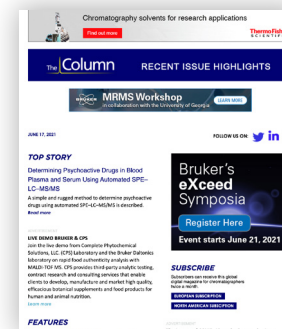 Chromatography solvents for research applications
Find out more
ThermoFish
SCIENTIFIC
The Column
RECENT ISSUE HIGHLIGHTS
BRUKER
MRMS Workshop
in collaboration with the University of Georgia
LEARN MORE
JUNE 17, 2021
FOLLOW US ON:
in
TOP STORY
Determining Psychoactive Drugs in Blood
Plasma and Serum Using Automated SPE–
LC–MS/MS
A simple and rugged method to determine psychoactive
drugs using automated SPE–LC–MS/MS is described.
Read more
LIVE DEMO BRUKER & CPS
Join the live demo from Complete Phytochemical
Solutions, LLC. (CPS) Laboratory and the Bruker Daltonics
laboratory on rapid food authenticity analysis with
MALDI-TOF MS. CPS provides third-party analytic testing,
contract research and consulting services that enable
clients to develop, manufacture and market high quality,
efficacious botanical supplements and food products for
human and animal nutrition.
Learn more
FEATURES
Bruker's
eXceed
Symposia
Register Here
Event starts June 21, 2021
SUBSCRIBE
Subscribers can receive this global
digital magazine for chromatographers
twice a month
EUROPEAN SUBSCRIPTION
NORTH AMERICAN SUBSCRIPTION